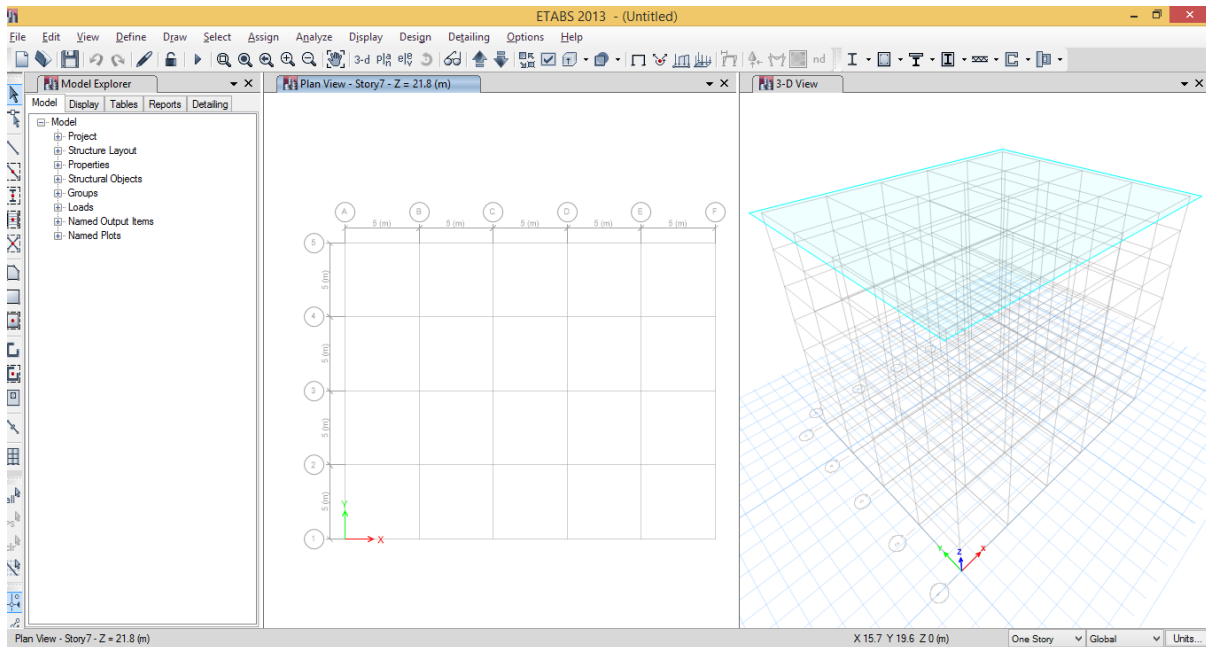 ETABS 2013 - (Untitled)
File Edit View Define Draw Select Assign Analyze Display Design Detailing Options Help
3-d pla ele nd
Model Explorer
Model Display Tables Reports Detailing
Model
Project
Structure Layout
Properties
Structural Objects
Groups
Loads
Named Output Items
Named Plots
Plan View - Story7 - Z = 21.8 (m)
A B C D E F
5 (m) 5 (m) 5 (m) 5 (m) 5 (m)
5
5 (m)
4
5 (m)
3
5 (m)
2
5 (m)
1
Y
X
3-D View
Y Z X
all
Plan View - Story7 - Z = 21.8 (m)
X 15.7 Y 19.6 Z 0 (m)
One Story
Global
Units...